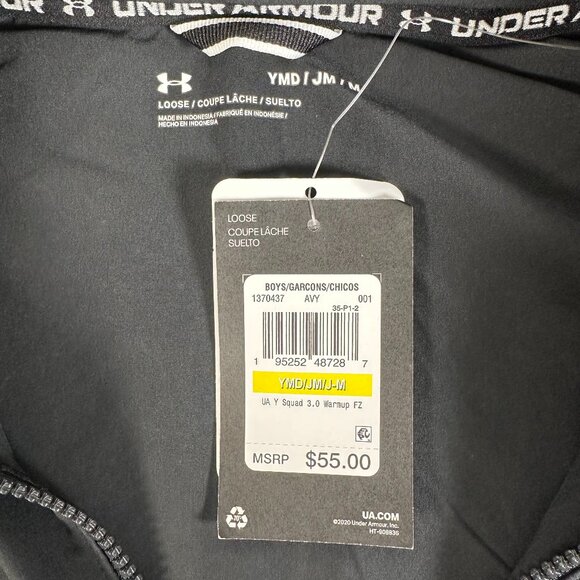 UNDER ARMOUR UNDER
YMD / JM /
LOOSE / COUPE LÂCHE / SUELTO
MADE IN INDONESIA / FABRIQUÉ EN INDONÉSIE /
HECHO EN INDONESIA
LOOSE
COUPE LÂCHE
SUELTO
BOYS/GARCONS/CHICOS
1370437 AVY 001
35-P1-2
1 95252 48728 7
YMD/JM/J-M
UA Y Squad 3.0 Warmup FZ
MSRP $55.00
UA.COM
©2020 Under Armour, Inc.
HT-608835